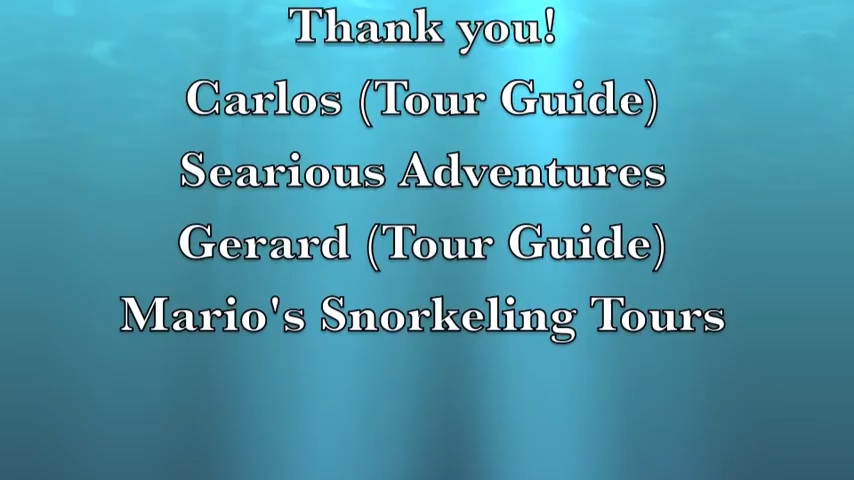 Thank you!
Carlos (Tour Guide)
Searious Adventures
Gerard (Tour Guide)
Mario's Snorkeling Tours